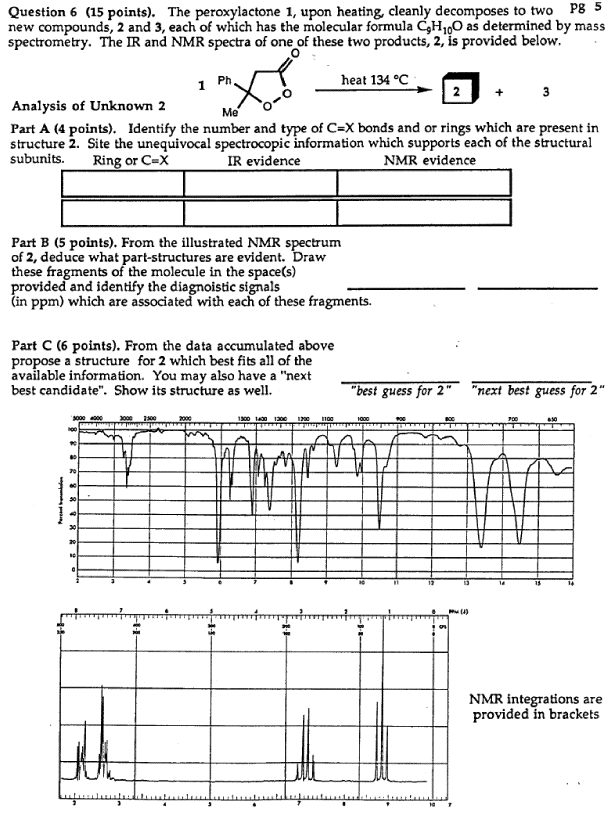 Question 6 (15 points). The peroxylactone 1, upon heating, cleanly decomposes to two Pg 5
new compounds, 2 and 3, each of which has the molecular formula C9H10O as determined by mass
spectrometry. The IR and NMR spectra of one of these two products, 2, is provided below.
O
1 Ph heat 134 °C 2 + 3
O
O
Me
Analysis of Unknown 2
Part A (4 points). Identify the number and type of C=X bonds and or rings which are present in
structure 2. Site the unequivocal spectrocopic information which supports each of the structural
subunits. Ring or C=X IR evidence NMR evidence
Part B (5 points). From the illustrated NMR spectrum
of 2, deduce what part-structures are evident. Draw
these fragments of the molecule in the space(s)
provided and identify the diagnoistic signals
(in ppm) which are associated with each of these fragments.
Part C (6 points). From the data accumulated above
propose a structure for 2 which best fits all of the
available information. You may also have a "next
best candidate". Show its structure as well.
"best guess for 2" "next best guess for 2"
5000 4000 3000 2500 2000 1500 1400 1300 1200 1100 1000 900 800 700 650
100
90
80
70
60
50
40
30
20
10
0
Percent transmission
2 3 4 5 6 7 8 9 10 11 12 13 14 15 16
8 7 6 5 4 3 2 1 0 PPM (δ)
CPS
NMR integrations are
provided in brackets
2 3 4 5 6 7 8 9 10 τ